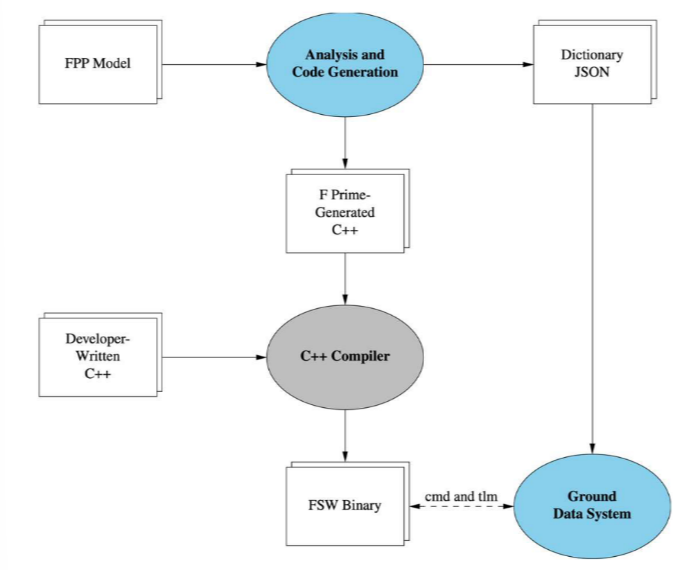 FPP Model
Analysis and
Code Generation
Dictionary
JSON
F Prime-
Generated
C++
Developer-
Written
C++
C++ Compiler
FSW Binary
cmd and tlm
Ground
Data System